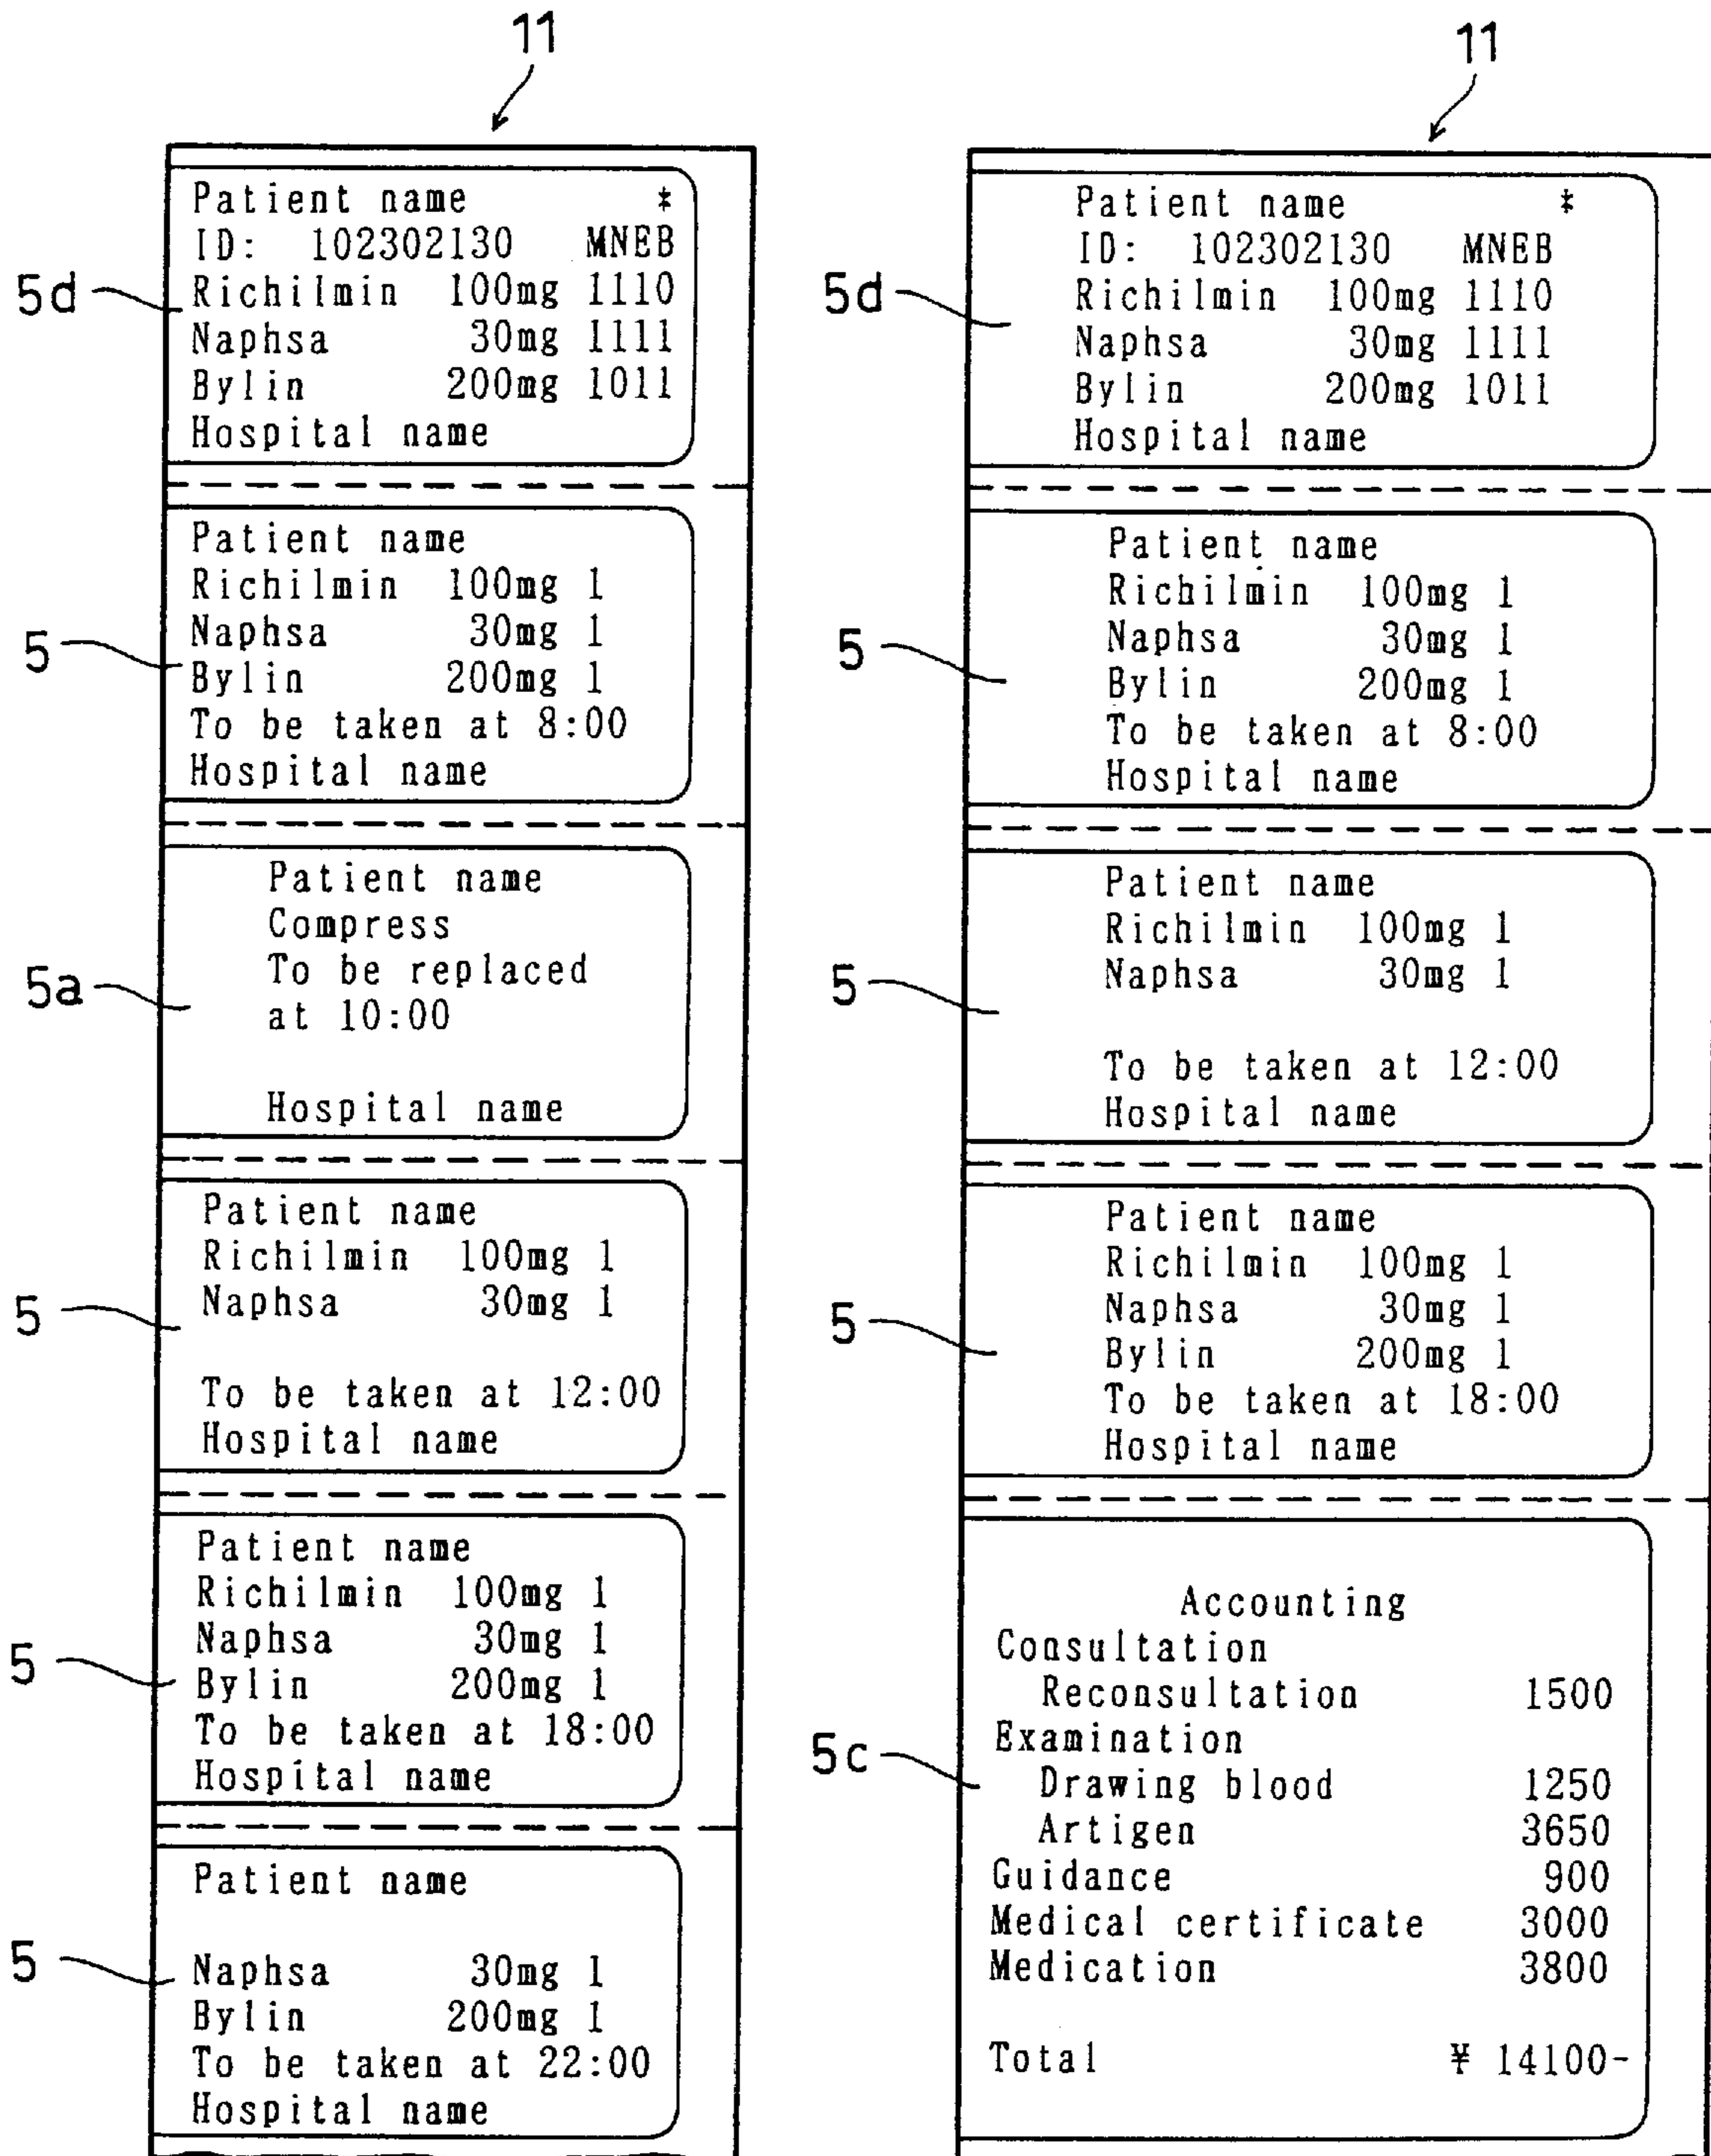 11
Patient name *
ID: 102302130 MNEB
5d
Richilmin 100mg 1110
Naphsa 30mg 1111
Bylin 200mg 1011
Hospital name
Patient name
Richilmin 100mg 1
5
Naphsa 30mg 1
Bylin 200mg 1
To be taken at 8:00
Hospital name
Patient name
Compress
5a
To be replaced
at 10:00
Hospital name
Patient name
Richilmin 100mg 1
5
Naphsa 30mg 1
To be taken at 12:00
Hospital name
Patient name
Richilmin 100mg 1
Naphsa 30mg 1
5
Bylin 200mg 1
To be taken at 18:00
Hospital name
Patient name
5
Naphsa 30mg 1
Bylin 200mg 1
To be taken at 22:00
Hospital name
11
Patient name *
ID: 102302130 MNEB
5d
Richilmin 100mg 1110
Naphsa 30mg 1111
Bylin 200mg 1011
Hospital name
Patient name
Richilmin 100mg 1
5
Naphsa 30mg 1
Bylin 200mg 1
To be taken at 8:00
Hospital name
Patient name
Richilmin 100mg 1
5
Naphsa 30mg 1
To be taken at 12:00
Hospital name
Patient name
Richilmin 100mg 1
5
Naphsa 30mg 1
Bylin 200mg 1
To be taken at 18:00
Hospital name
Accounting
Consultation
Reconsultation 1500
Examination
5c
Drawing blood 1250
Artigen 3650
Guidance 900
Medical certificate 3000
Medication 3800
Total ¥ 14100-